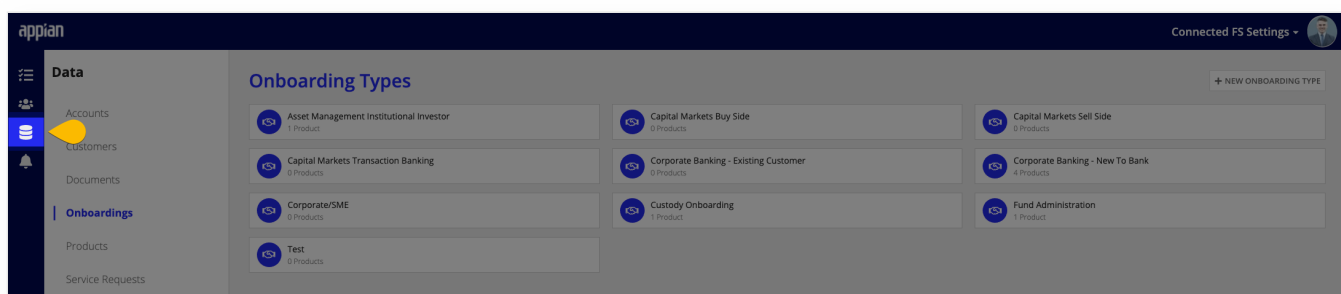 appian
Connected FS Settings
Data
Accounts
Customers
Documents
Onboardings
Products
Service Requests
Onboarding Types
+ NEW ONBOARDING TYPE
Asset Management Institutional Investor
1 Product
Capital Markets Buy Side
0 Products
Capital Markets Sell Side
0 Products
Capital Markets Transaction Banking
0 Products
Corporate Banking - Existing Customer
0 Products
Corporate Banking - New To Bank
4 Products
Corporate/SME
0 Products
Custody Onboarding
1 Product
Fund Administration
1 Product
Test
0 Products